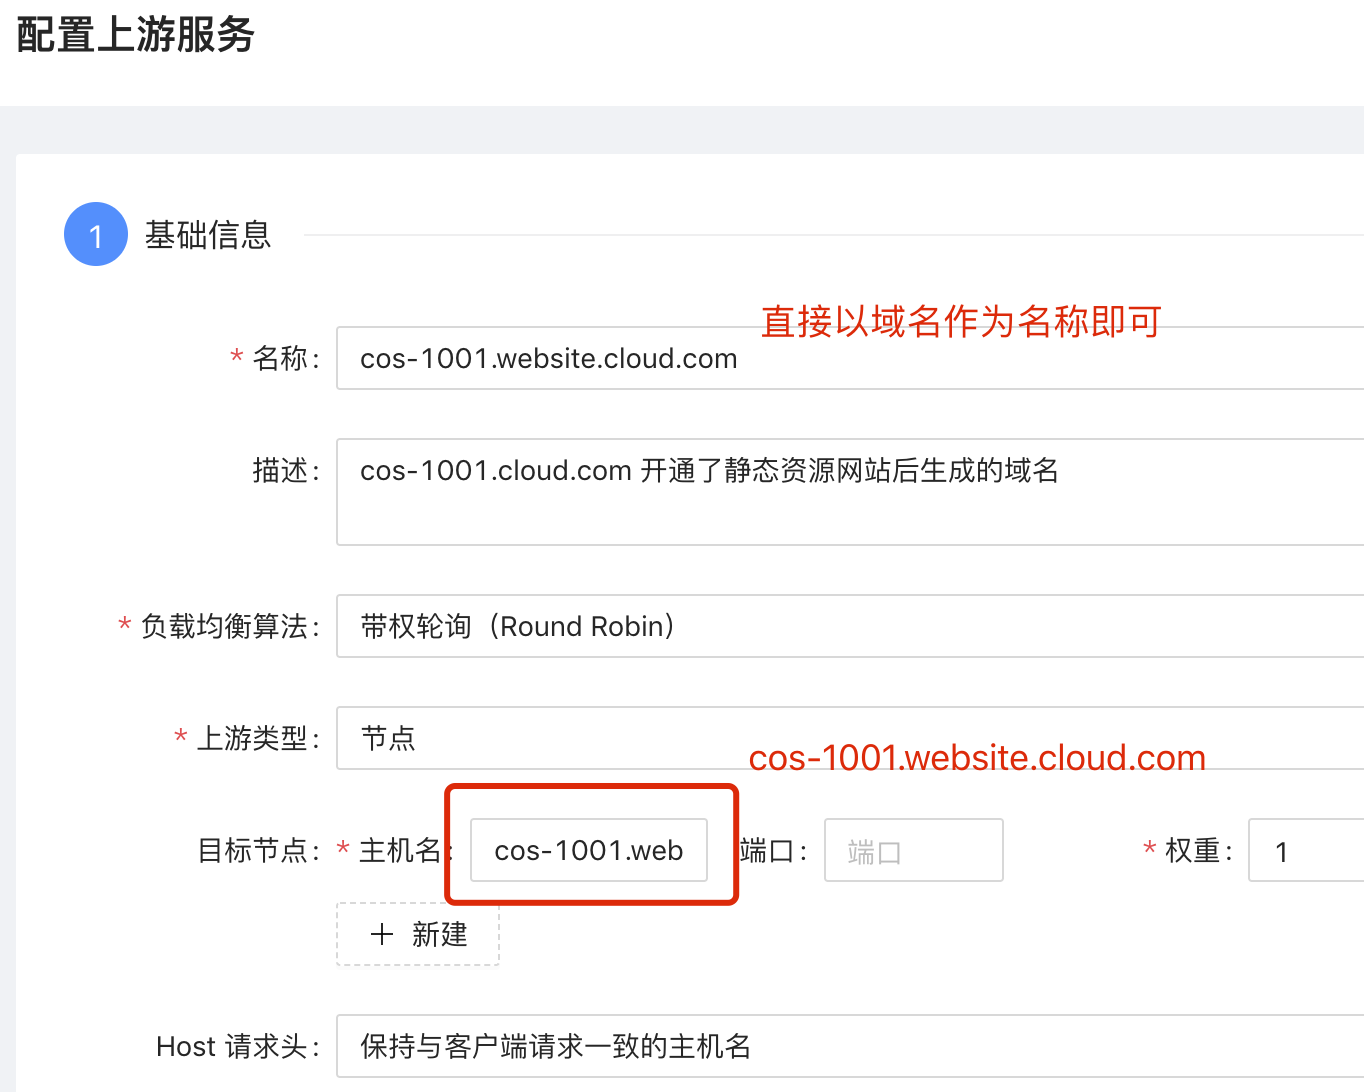 配置上游服务
1 基础信息
直接以域名作为名称即可
* 名称: cos-1001.website.cloud.com
描述: cos-1001.cloud.com 开通了静态资源网站后生成的域名
* 负载均衡算法: 带权轮询（Round Robin）
* 上游类型: 节点
cos-1001.website.cloud.com
目标节点: * 主机名: cos-1001.web 端口: 端口 * 权重: 1
+ 新建
Host 请求头: 保持与客户端请求一致的主机名